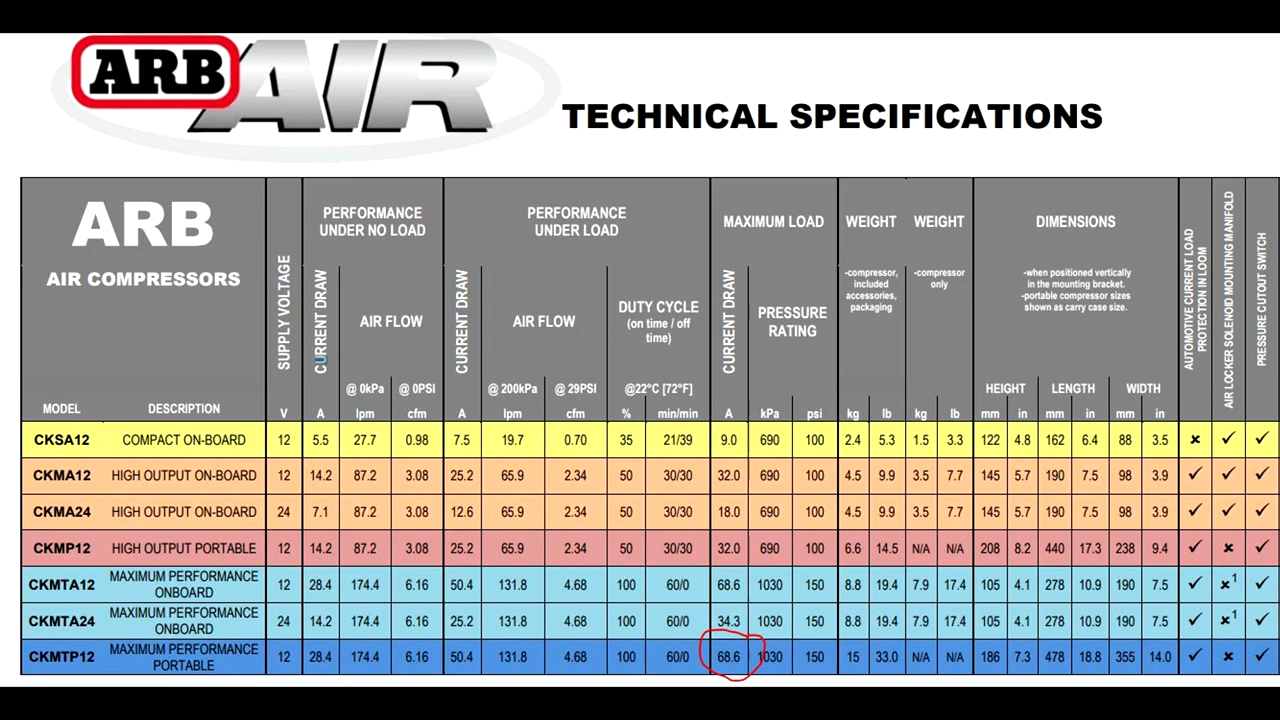 ARB AIR
TECHNICAL SPECIFICATIONS
ARB
AIR COMPRESSORS
MODEL DESCRIPTION
SUPPLY VOLTAGE
V
PERFORMANCE
UNDER NO LOAD
CURRENT DRAW
A
AIR FLOW
@ 0kPa @ 0PSI
lpm cfm
PERFORMANCE
UNDER LOAD
CURRENT DRAW
A
AIR FLOW
@ 200kPa @ 29PSI
lpm cfm
DUTY CYCLE
(on time / off
time)
@22°C [72°F]
% min/min
MAXIMUM LOAD
CURRENT DRAW
A
PRESSURE
RATING
kPa psi
WEIGHT
-compressor,
included
accessories,
packaging
kg lb
WEIGHT
-compressor
only
kg lb
DIMENSIONS
-when positioned vertically
in the mounting bracket.
-portable compressor sizes
shown as carry case size.
HEIGHT LENGTH WIDTH
mm in mm in mm in
AUTOMOTIVE CURRENT LOAD
PROTECTION IN LOOM
AIR LOCKER SOLENOID MOUNTING MANIFOLD
PRESSURE CUTOUT SWITCH
CKSA12 COMPACT ON-BOARD 12 5.5 27.7 0.98 7.5 19.7 0.70 35 21/39 9.0 690 100 2.4 5.3 1.5 3.3 122 4.8 162 6.4 88 3.5 ✘ ✓ ✓
CKMA12 HIGH OUTPUT ON-BOARD 12 14.2 87.2 3.08 25.2 65.9 2.34 50 30/30 32.0 690 100 4.5 9.9 3.5 7.7 145 5.7 190 7.5 98 3.9 ✓ ✓ ✓
CKMA24 HIGH OUTPUT ON-BOARD 24 7.1 87.2 3.08 12.6 65.9 2.34 50 30/30 18.0 690 100 4.5 9.9 3.5 7.7 145 5.7 190 7.5 98 3.9 ✓ ✓ ✓
CKMP12 HIGH OUTPUT PORTABLE 12 14.2 87.2 3.08 25.2 65.9 2.34 50 30/30 32.0 690 100 6.6 14.5 N/A N/A 208 8.2 440 17.3 238 9.4 ✓ ✘ ✓
CKMTA12 MAXIMUM PERFORMANCE
ONBOARD 12 28.4 174.4 6.16 50.4 131.8 4.68 100 60/0 68.6 1030 150 8.8 19.4 7.9 17.4 105 4.1 278 10.9 190 7.5 ✓ ✘¹ ✓
CKMTA24 MAXIMUM PERFORMANCE
ONBOARD 24 14.2 174.4 6.16 25.2 131.8 4.68 100 60/0 34.3 1030 150 8.8 19.4 7.9 17.4 105 4.1 278 10.9 190 7.5 ✓ ✘¹ ✓
CKMTP12 MAXIMUM PERFORMANCE
PORTABLE 12 28.4 174.4 6.16 50.4 131.8 4.68 100 60/0 68.6 1030 150 15 33.0 N/A N/A 186 7.3 478 18.8 355 14.0 ✓ ✘ ✓